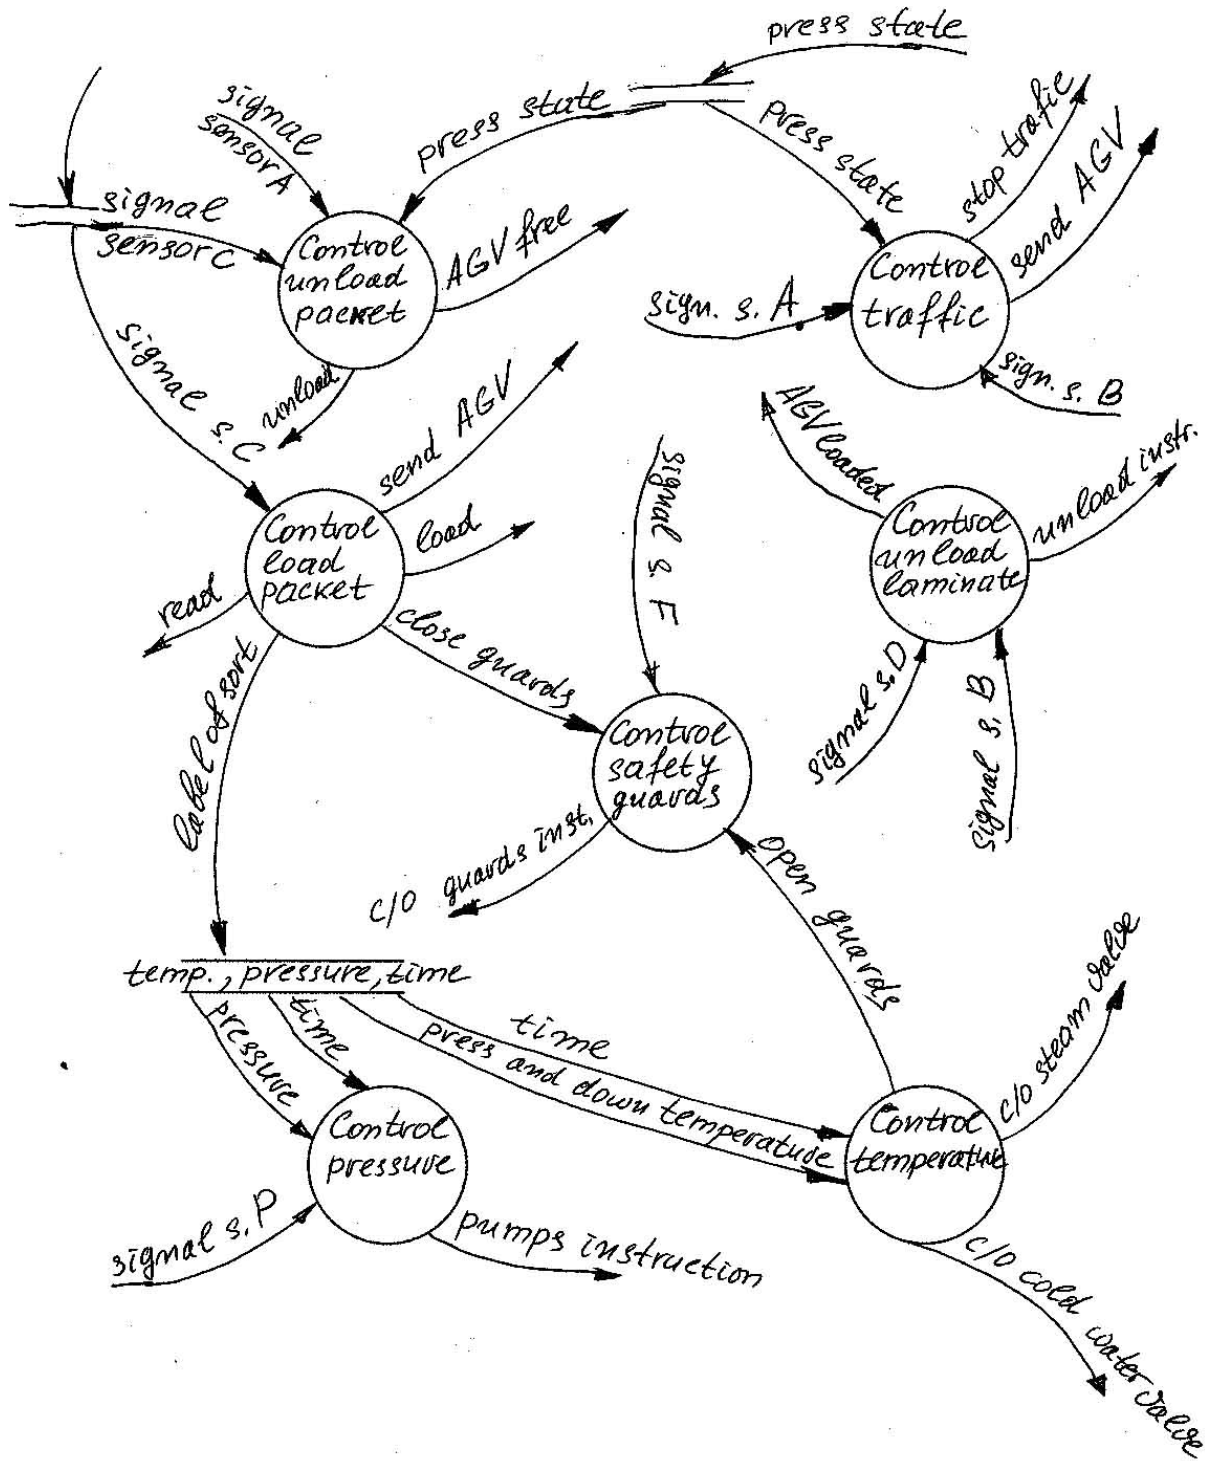 press state
signal
sensor A
press state
press state
stop trafic
send AGV
signal
sensor C
Control
unload
packet
AGV free
unload
Control
traffic
sign. s. A.
sign. s. B
signal s. C
send AGV
AGV loaded
unload instr.
Control
load
packet
load
read
signal s. F
Control
unload
laminate
close guards
label of sort
signal s. D
signal s. B
Control
safety
guards
c/o guards inst.
open guards
temp., pressure, time
pressure
time
time
press and down temperature
c/o steam valve
Control
pressure
Control
temperature
signal s. P
pumps instruction
c/o cold water valve